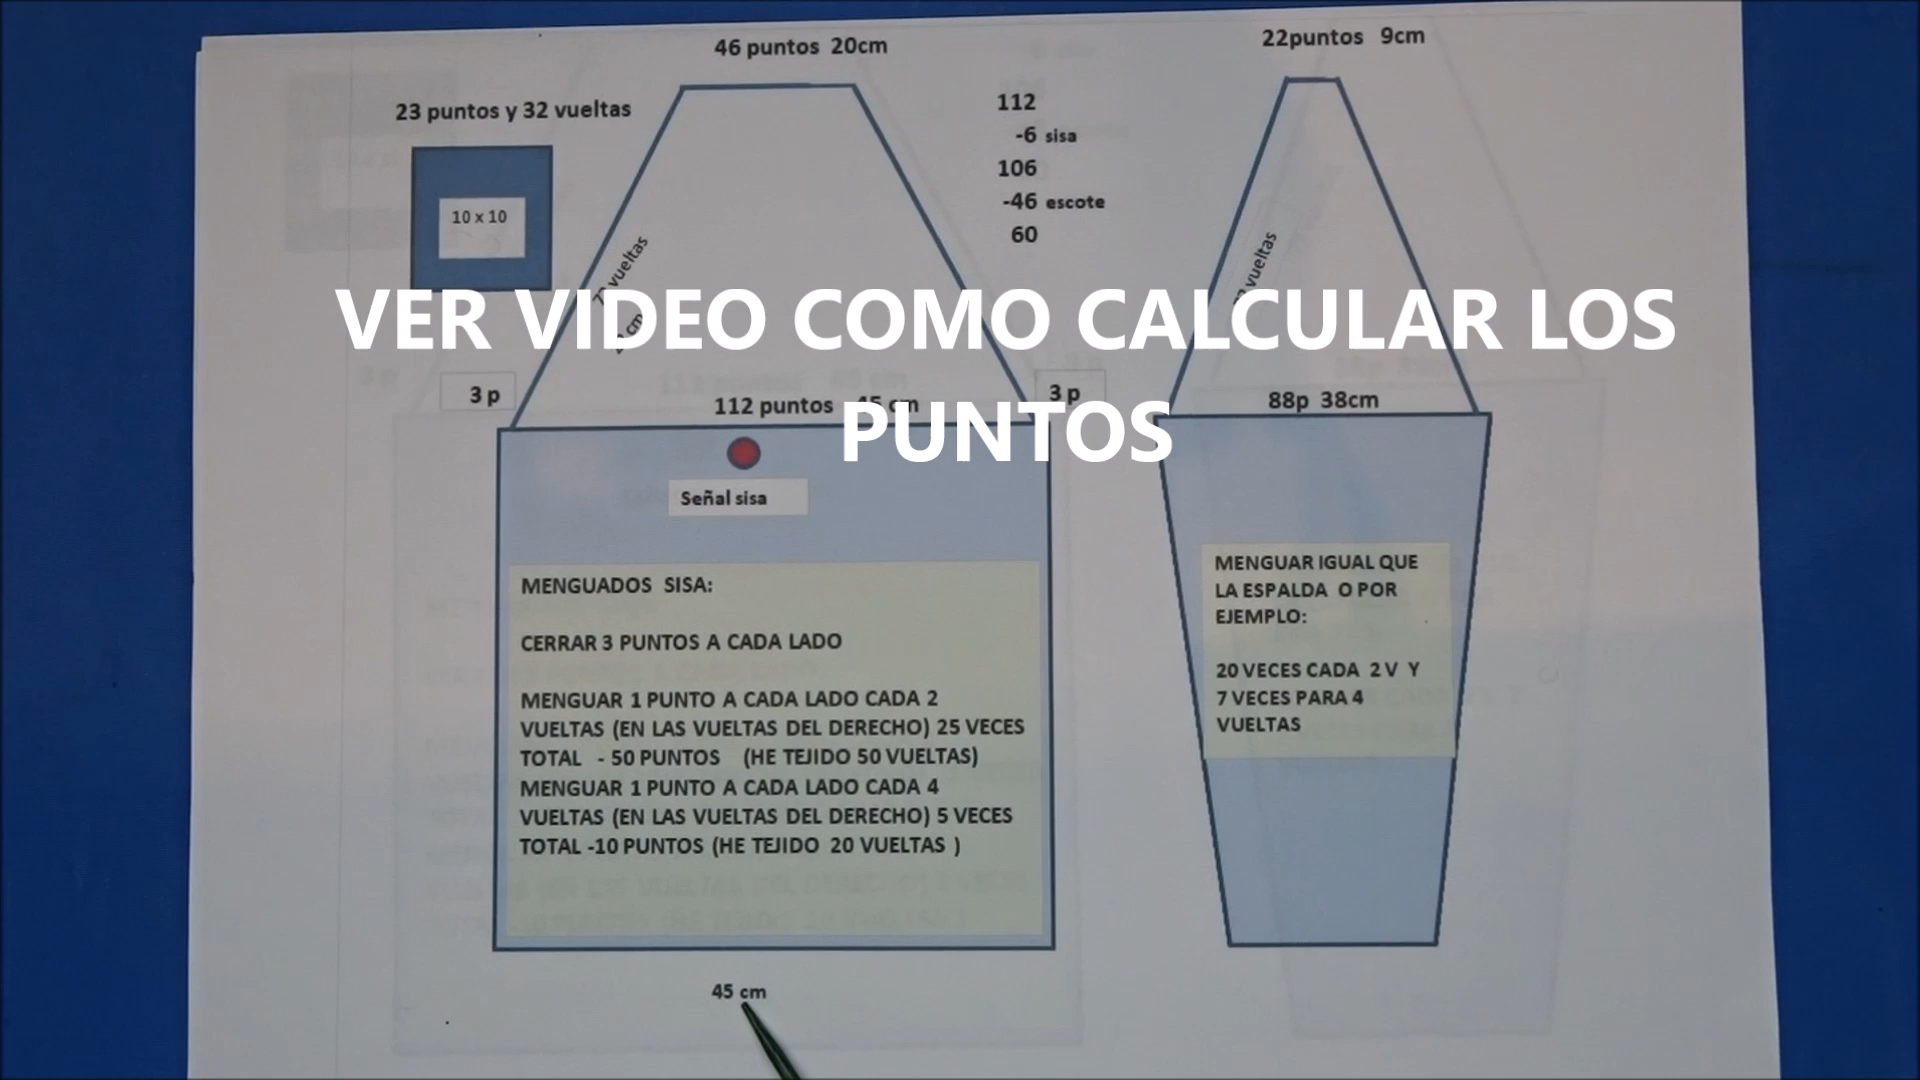 46 puntos 20cm
22puntos 9cm
23 puntos y 32 vueltas
10 x 10
112
-6 sisa
106
-46 escote
60
vueltas
cm
vueltas
VER VIDEO COMO CALCULAR LOS
PUNTOS
3 p
112 puntos 45 cm
3 p
88p 38cm
Señal sisa
MENGUADOS SISA:
CERRAR 3 PUNTOS A CADA LADO
MENGUAR 1 PUNTO A CADA LADO CADA 2
VUELTAS (EN LAS VUELTAS DEL DERECHO) 25 VECES
TOTAL - 50 PUNTOS (HE TEJIDO 50 VUELTAS)
MENGUAR 1 PUNTO A CADA LADO CADA 4
VUELTAS (EN LAS VUELTAS DEL DERECHO) 5 VECES
TOTAL -10 PUNTOS (HE TEJIDO 20 VUELTAS )
MENGUAR IGUAL QUE
LA ESPALDA O POR
EJEMPLO:
20 VECES CADA 2 V Y
7 VECES PARA 4
VUELTAS
45 cm